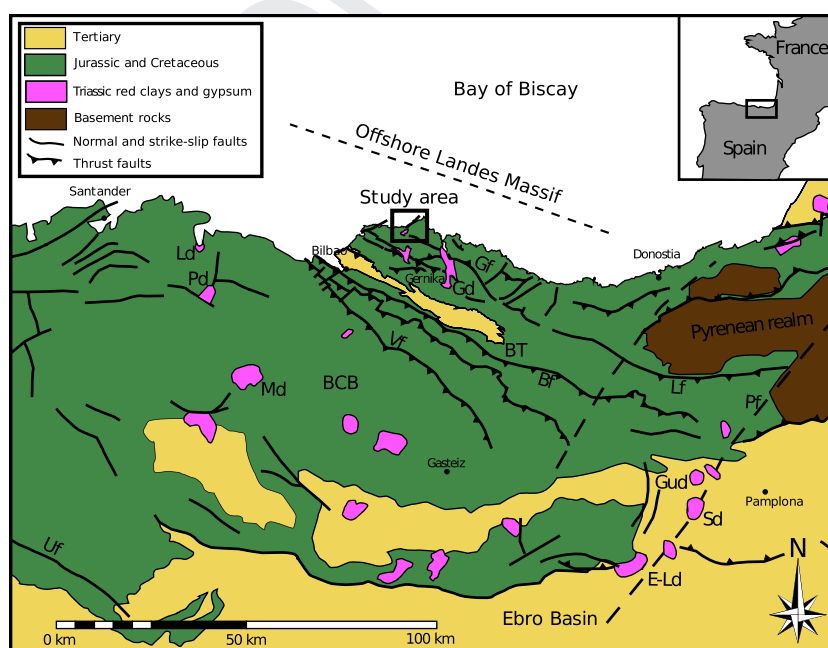 Tertiary
Jurassic and Cretaceous
Triassic red clays and gypsum
Basement rocks
Normal and strike-slip faults
Thrust faults
Bay of Biscay
France
Spain
Offshore Landes Massif
Santander
Study area
Ld
Bilbao
Gf
Donostia
Pd
Gernika
Gd
Pyrenean realm
Vf
BT
BCB
Md
Bf
Lf
Pf
Gasteiz
Gud
Pamplona
Sd
Uf
N
E-Ld
Ebro Basin
0 km
50 km
100 km